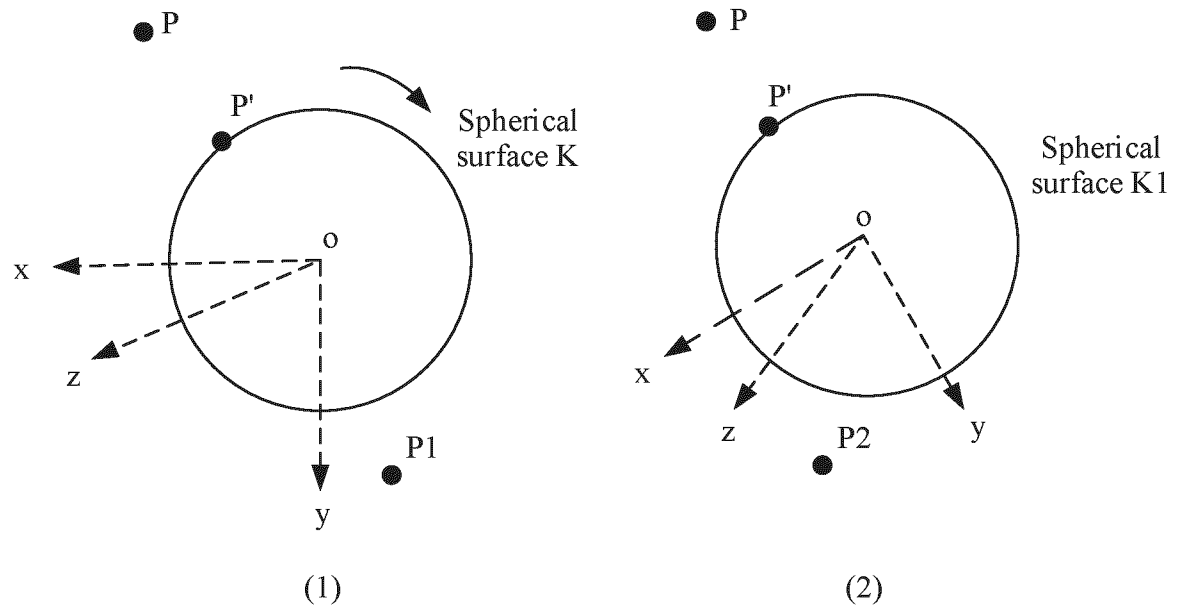 P
P'
Spherical
surface K
o
x
z
P1
y
(1)
P
P'
Spherical
surface K1
o
x
z
y
P2
(2)